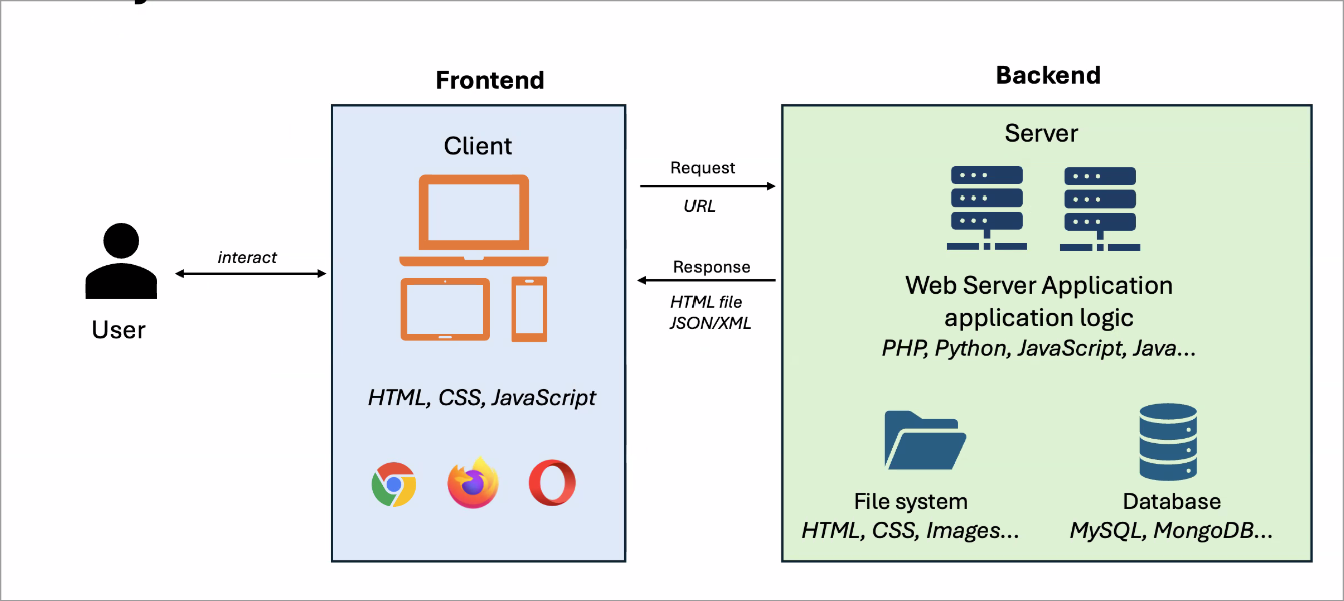 Frontend
Backend
Client
Server
Request
URL
interact
Response
HTML file
JSON/XML
User
Web Server Application
application logic
PHP, Python, JavaScript, Java...
HTML, CSS, JavaScript
File system
HTML, CSS, Images...
Database
MySQL, MongoDB...